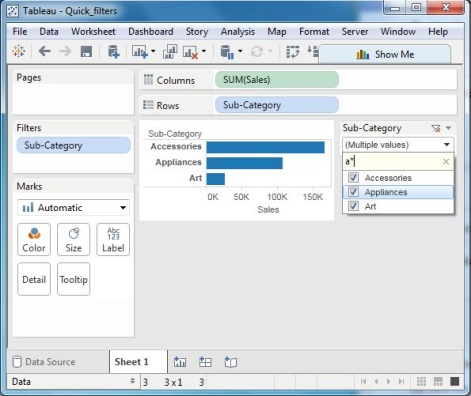 Tableau - Quick_filters
File Data Worksheet Dashboard Story Analysis Map Format Server Window Help
Show Me
Pages
Columns SUM(Sales)
Rows Sub-Category
Filters
Sub-Category
Marks
Automatic
Color Size Abc 123 Label
Detail Tooltip
Sub-Category
Accessories
Appliances
Art
0K 50K 100K 150K
Sales
Sub-Category
(Multiple values)
a*
Accessories
Appliances
Art
Data Source Sheet 1
Data 3 3 x 1 3